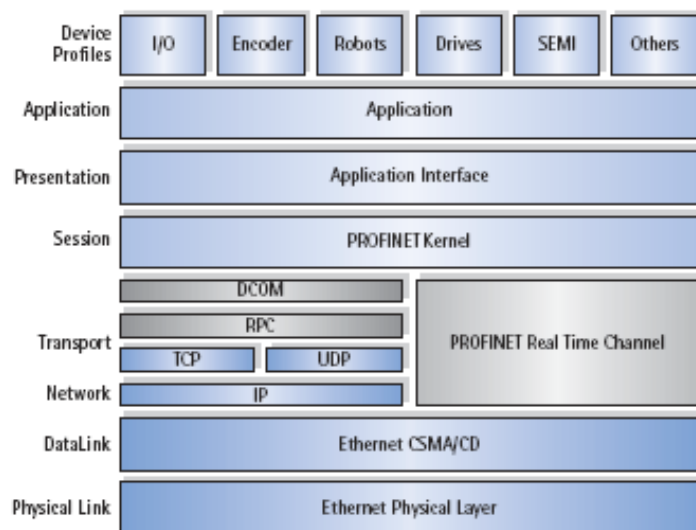 Device Profiles
I/O Encoder Robots Drives SEMI Others
Application Application
Presentation Application Interface
Session PROFINET Kernel
DCOM
RPC
Transport PROFINET Real Time Channel
TCP UDP
Network IP
DataLink Ethernet CSMA/CD
Physical Link Ethernet Physical Layer